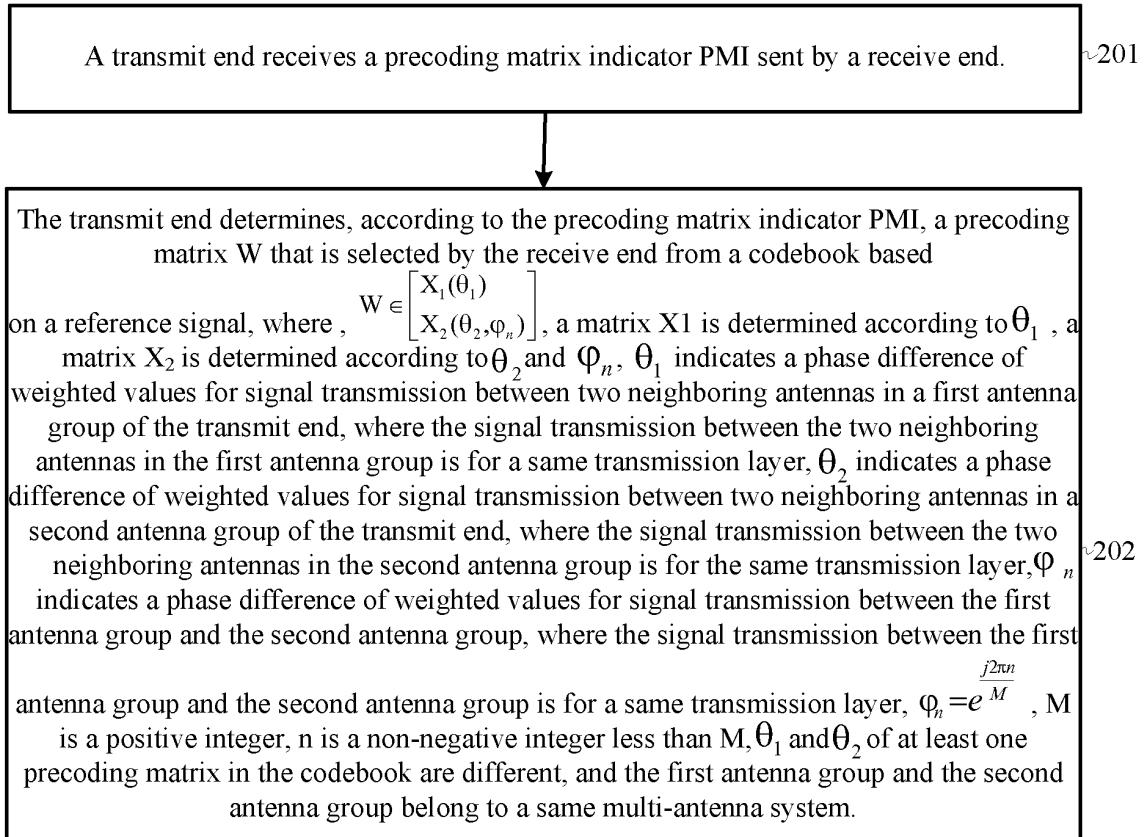 A transmit end receives a precoding matrix indicator PMI sent by a receive end.
201
The transmit end determines, according to the precoding matrix indicator PMI, a precoding
matrix W that is selected by the receive end from a codebook based
on a reference signal, where , W ∈ [X₁(θ₁) X₂(θ₂,φₙ)] , a matrix X1 is determined according to θ₁ , a
matrix X₂ is determined according to θ₂ and φₙ, θ₁ indicates a phase difference of
weighted values for signal transmission between two neighboring antennas in a first antenna
group of the transmit end, where the signal transmission between the two neighboring
antennas in the first antenna group is for a same transmission layer, θ₂ indicates a phase
difference of weighted values for signal transmission between two neighboring antennas in a
second antenna group of the transmit end, where the signal transmission between the two
neighboring antennas in the second antenna group is for the same transmission layer, φₙ
202
indicates a phase difference of weighted values for signal transmission between the first
antenna group and the second antenna group, where the signal transmission between the first
antenna group and the second antenna group is for a same transmission layer, φₙ=e^(j2πn/M) , M
is a positive integer, n is a non-negative integer less than M, θ₁ and θ₂ of at least one
precoding matrix in the codebook are different, and the first antenna group and the second
antenna group belong to a same multi-antenna system.